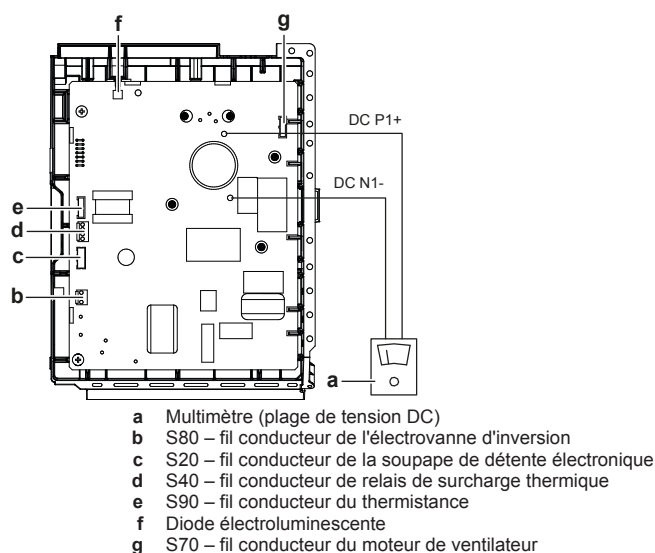 f
g
DC P1+
DC N1-
e
d
c
b
a
a Multimètre (plage de tension DC)
b S80 – fil conducteur de l'électrovanne d'inversion
c S20 – fil conducteur de la soupape de détente électronique
d S40 – fil conducteur de relais de surcharge thermique
e S90 – fil conducteur du thermistance
f Diode électroluminescente
g S70 – fil conducteur du moteur de ventilateur